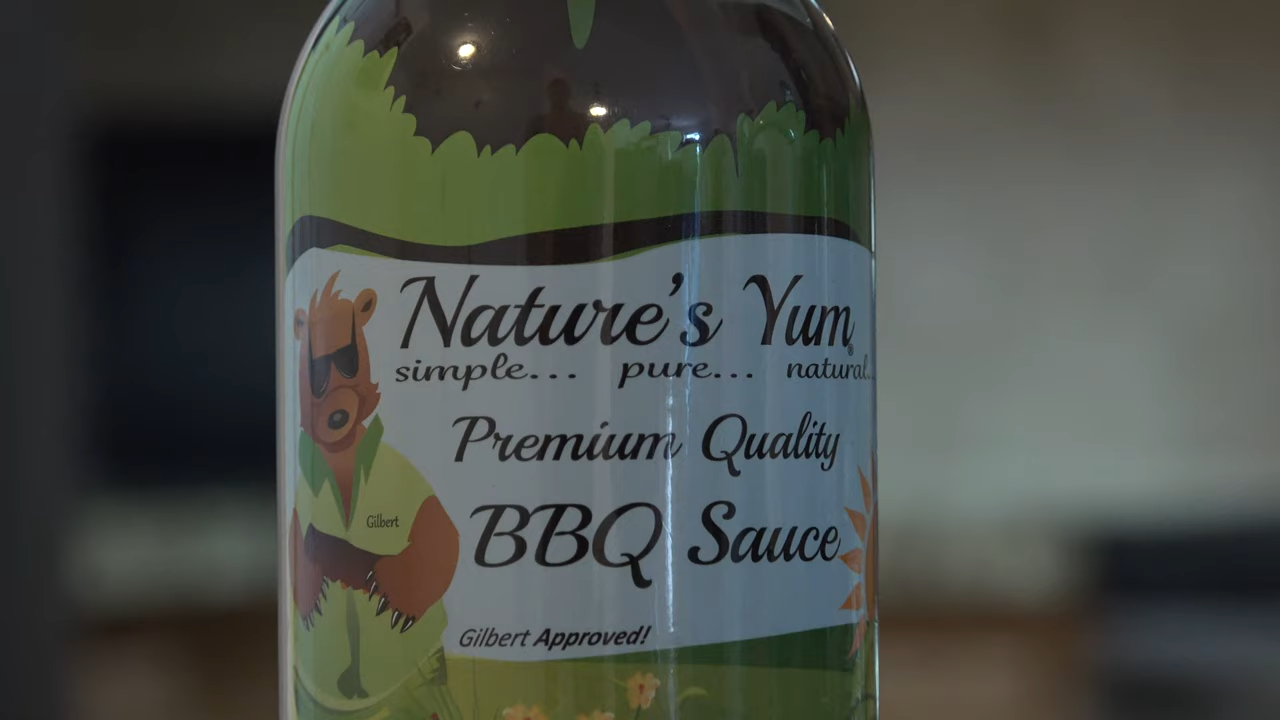 Nature's Yum®
simple... pure... natural...
Premium Quality
BBQ Sauce
Gilbert
Gilbert Approved!